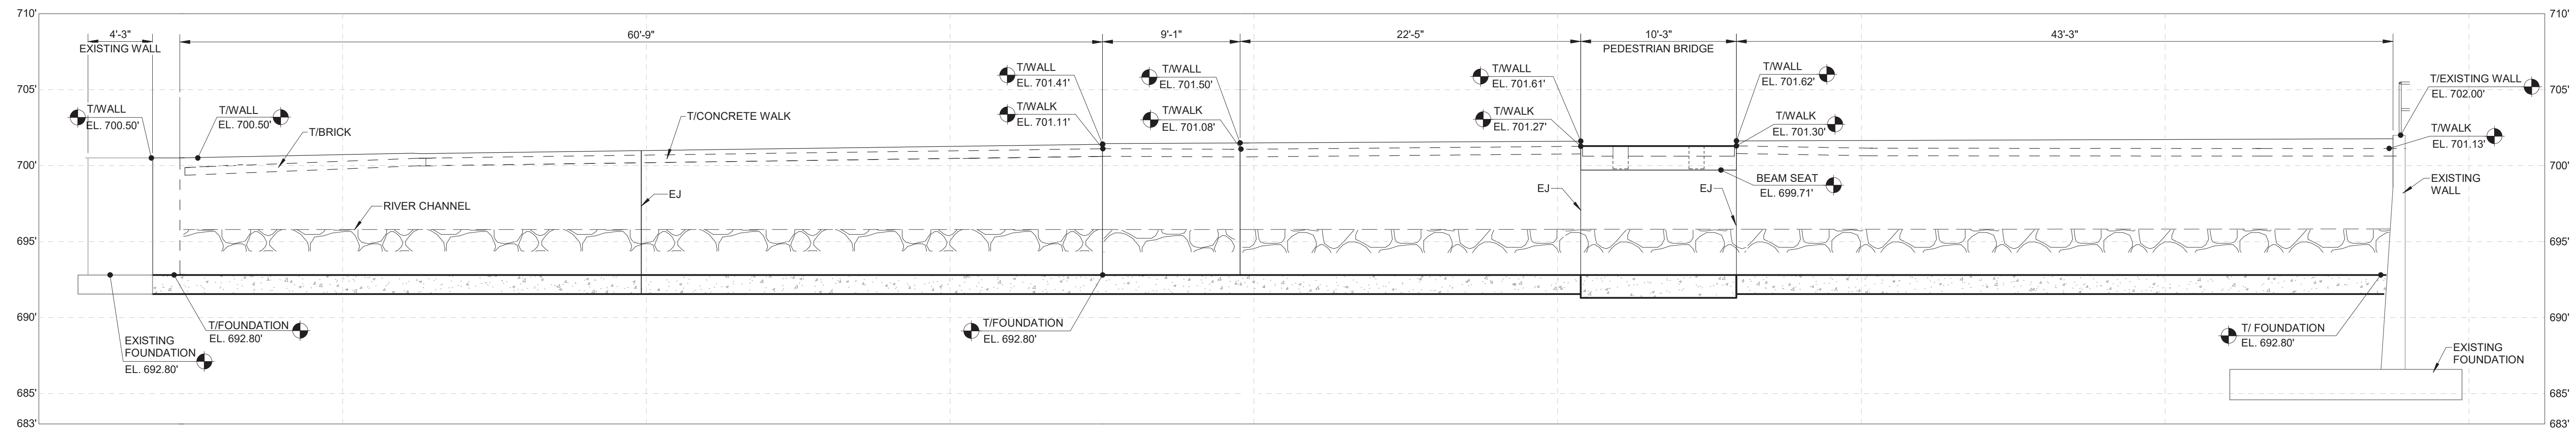 710'
710'
4'-3"
EXISTING WALL
60'-9"
9'-1"
22'-5"
10'-3"
PEDESTRIAN BRIDGE
43'-3"
T/WALL
EL. 701.41'
T/WALL
EL. 701.50'
T/WALL
EL. 701.61'
T/WALL
EL. 701.62'
T/EXISTING WALL
EL. 702.00'
705'
705'
T/WALL
EL. 700.50'
T/WALL
EL. 700.50'
T/BRICK
T/CONCRETE WALK
T/WALK
EL. 701.11'
T/WALK
EL. 701.08'
T/WALK
EL. 701.27'
T/WALK
EL. 701.30'
T/WALK
EL. 701.13'
700'
700'
BEAM SEAT
EL. 699.71'
EXISTING
WALL
EJ
EJ
EJ
RIVER CHANNEL
695'
695'
690'
690'
T/FOUNDATION
EL. 692.80'
T/FOUNDATION
EL. 692.80'
T/ FOUNDATION
EL. 692.80'
EXISTING
FOUNDATION
EL. 692.80'
EXISTING
FOUNDATION
685'
685'
683'
683'